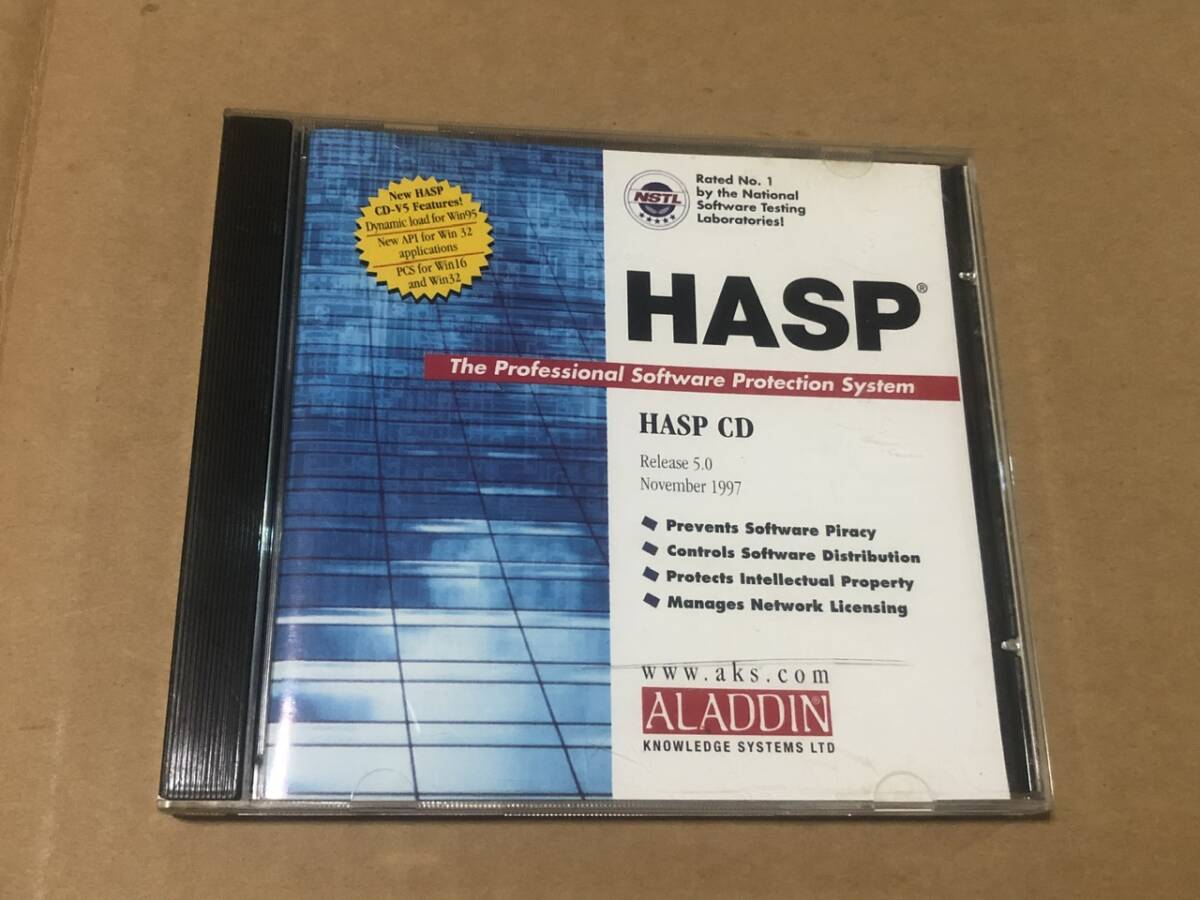 New HASP
CD-V5 Features!
Dynamic load for Win95
New API for Win 32
applications
PCS for Win16
and Win32
NSTL
Rated No. 1
by the National
Software Testing
Laboratories!
HASP®
The Professional Software Protection System
HASP CD
Release 5.0
November 1997
Prevents Software Piracy
Controls Software Distribution
Protects Intellectual Property
Manages Network Licensing
www.aks.com
ALADDIN®
KNOWLEDGE SYSTEMS LTD